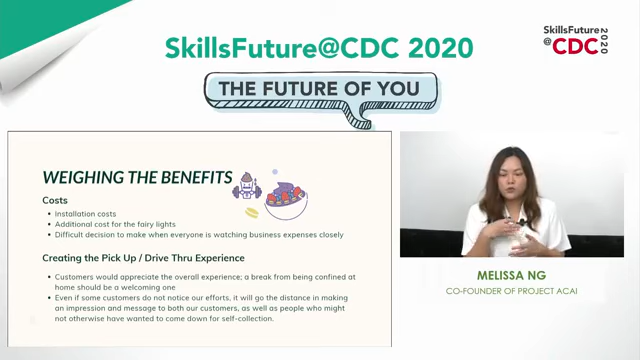 SkillsFuture@CDC 2020
SkillsFuture
@CDC
2020
THE FUTURE OF YOU
WEIGHING THE BENEFITS
Costs
• Installation costs
• Additional cost for the fairy lights
• Difficult decision to make when everyone is watching business expenses closely
Creating the Pick Up / Drive Thru Experience
• Customers would appreciate the overall experience; a break from being confined at
home should be a welcoming one
• Even if some customers do not notice our efforts, it will go the distance in making
an impression and message to both our customers, as well as people who might
not otherwise have wanted to come down for self-collection.
MELISSA NG
CO-FOUNDER OF PROJECT ACAI